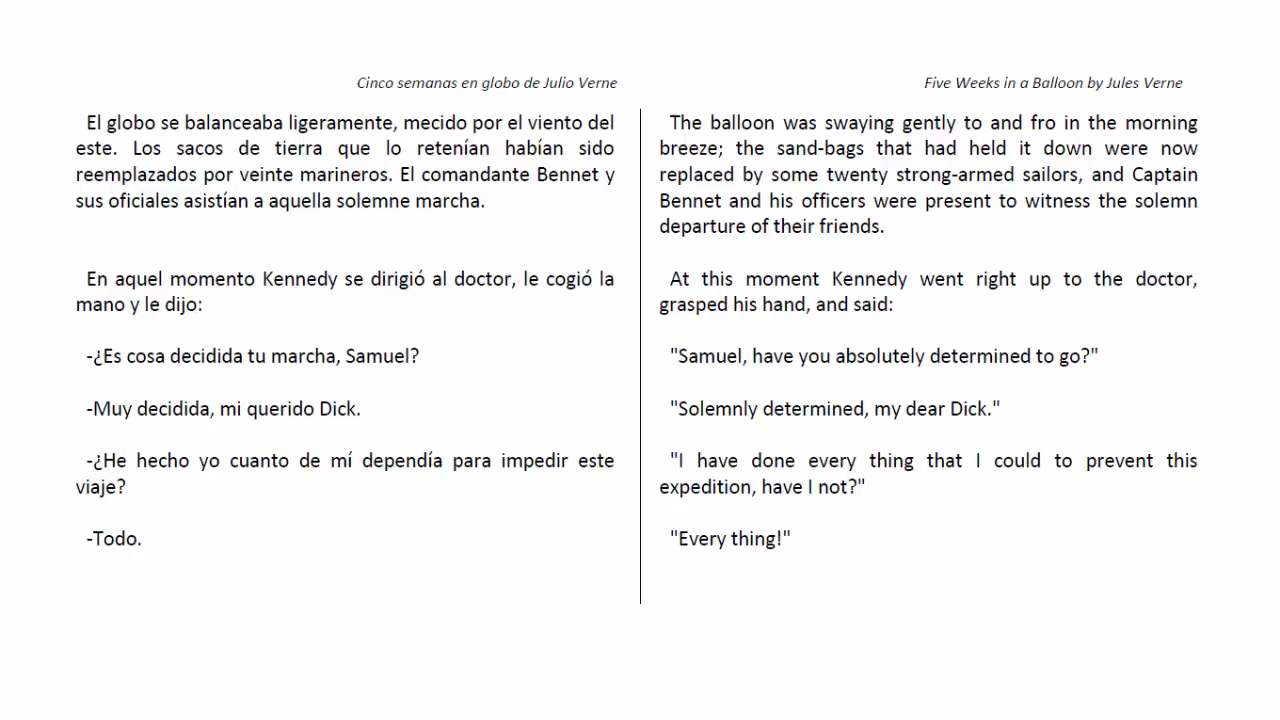 Cinco semanas en globo de Julio Verne
El globo se balanceaba ligeramente, mecido por el viento del
este. Los sacos de tierra que lo retenían habían sido
reemplazados por veinte marineros. El comandante Bennet y
sus oficiales asistían a aquella solemne marcha.
En aquel momento Kennedy se dirigió al doctor, le cogió la
mano y le dijo:
-¿Es cosa decidida tu marcha, Samuel?
-Muy decidida, mi querido Dick.
-¿He hecho yo cuanto de mí dependía para impedir este
viaje?
-Todo.
Five Weeks in a Balloon by Jules Verne
The balloon was swaying gently to and fro in the morning
breeze; the sand-bags that had held it down were now
replaced by some twenty strong-armed sailors, and Captain
Bennet and his officers were present to witness the solemn
departure of their friends.
At this moment Kennedy went right up to the doctor,
grasped his hand, and said:
"Samuel, have you absolutely determined to go?"
"Solemnly determined, my dear Dick."
"I have done every thing that I could to prevent this
expedition, have I not?"
"Every thing!"